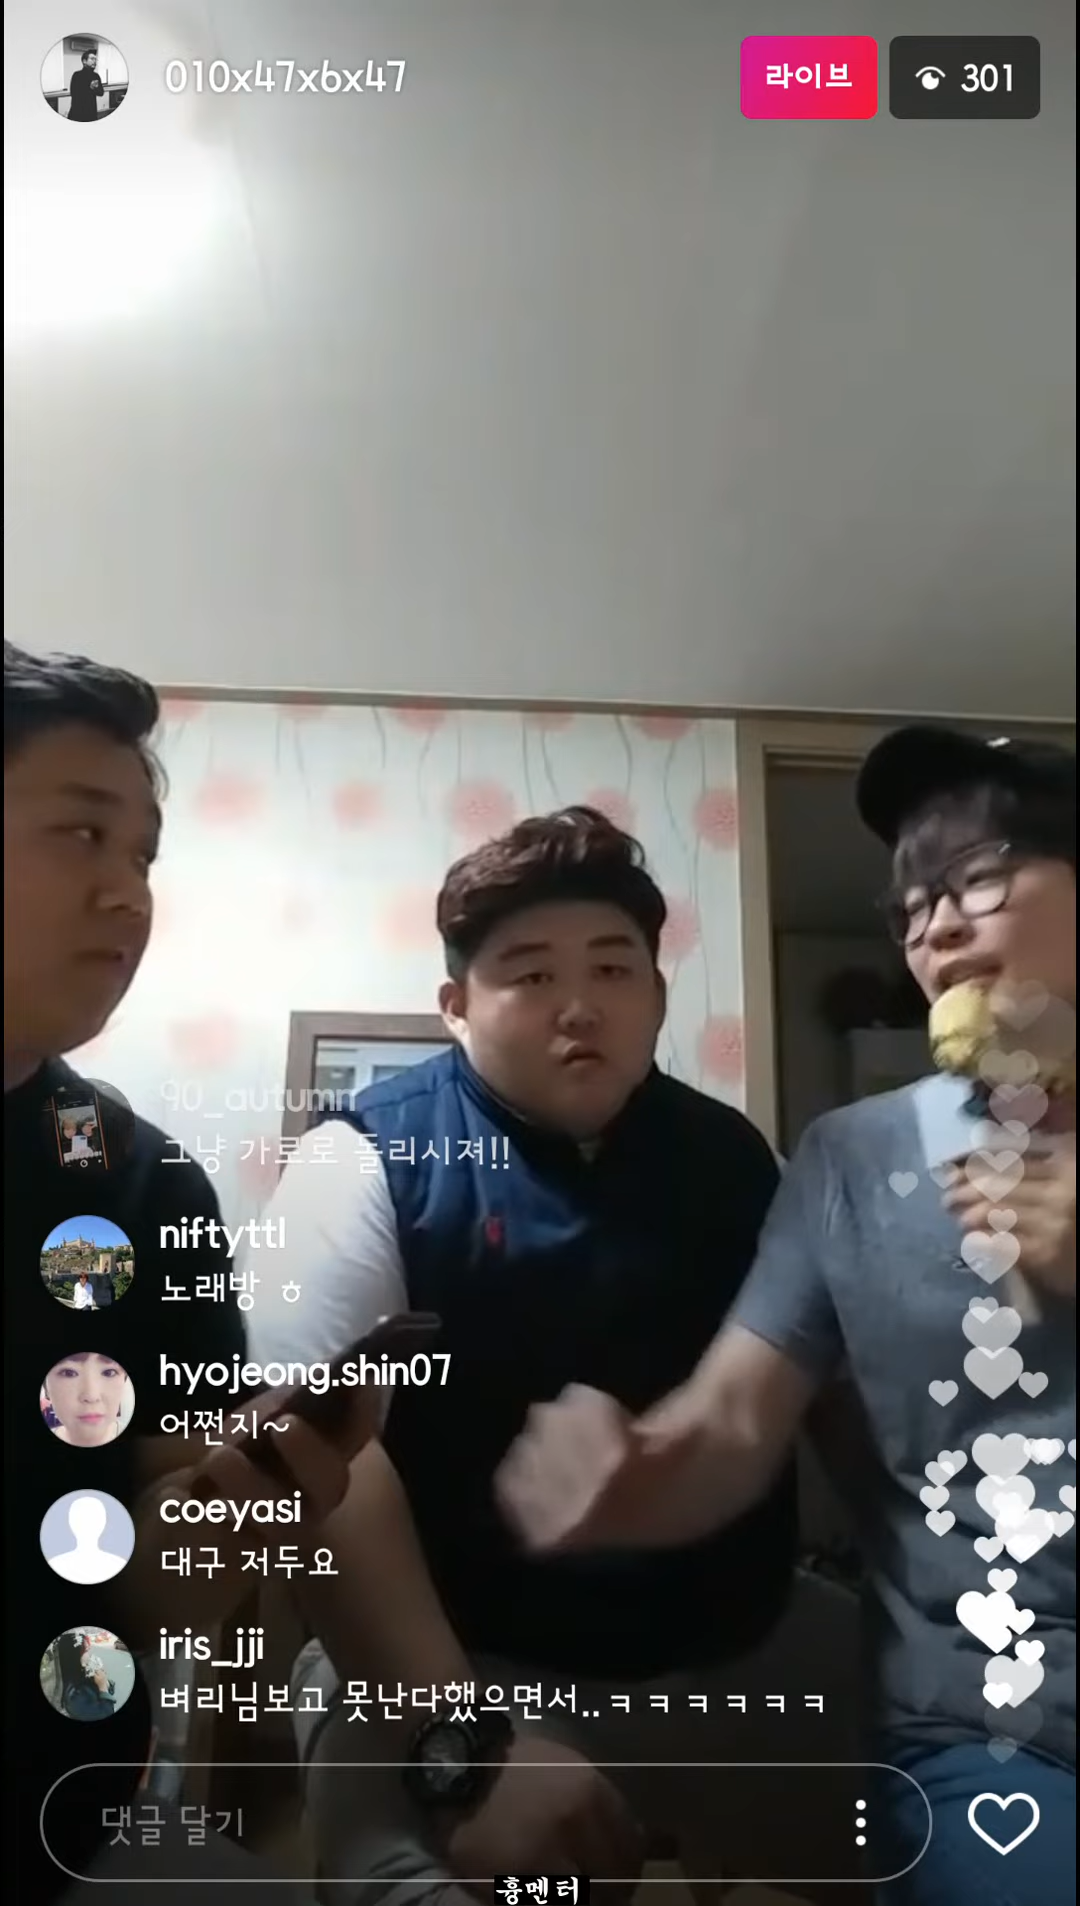 010x47x6x47
라이브
301
90_autumn
그냥 가로로 돌리시져!!
niftyttl
노래방 ㅎ
hyojeong.shin07
어쩐지~
coeyasi
대구 저두요
iris_jji
벼리님보고 못난다했으면서..ㅋㅋㅋㅋㅋㅋ
댓글 달기
흉멘터